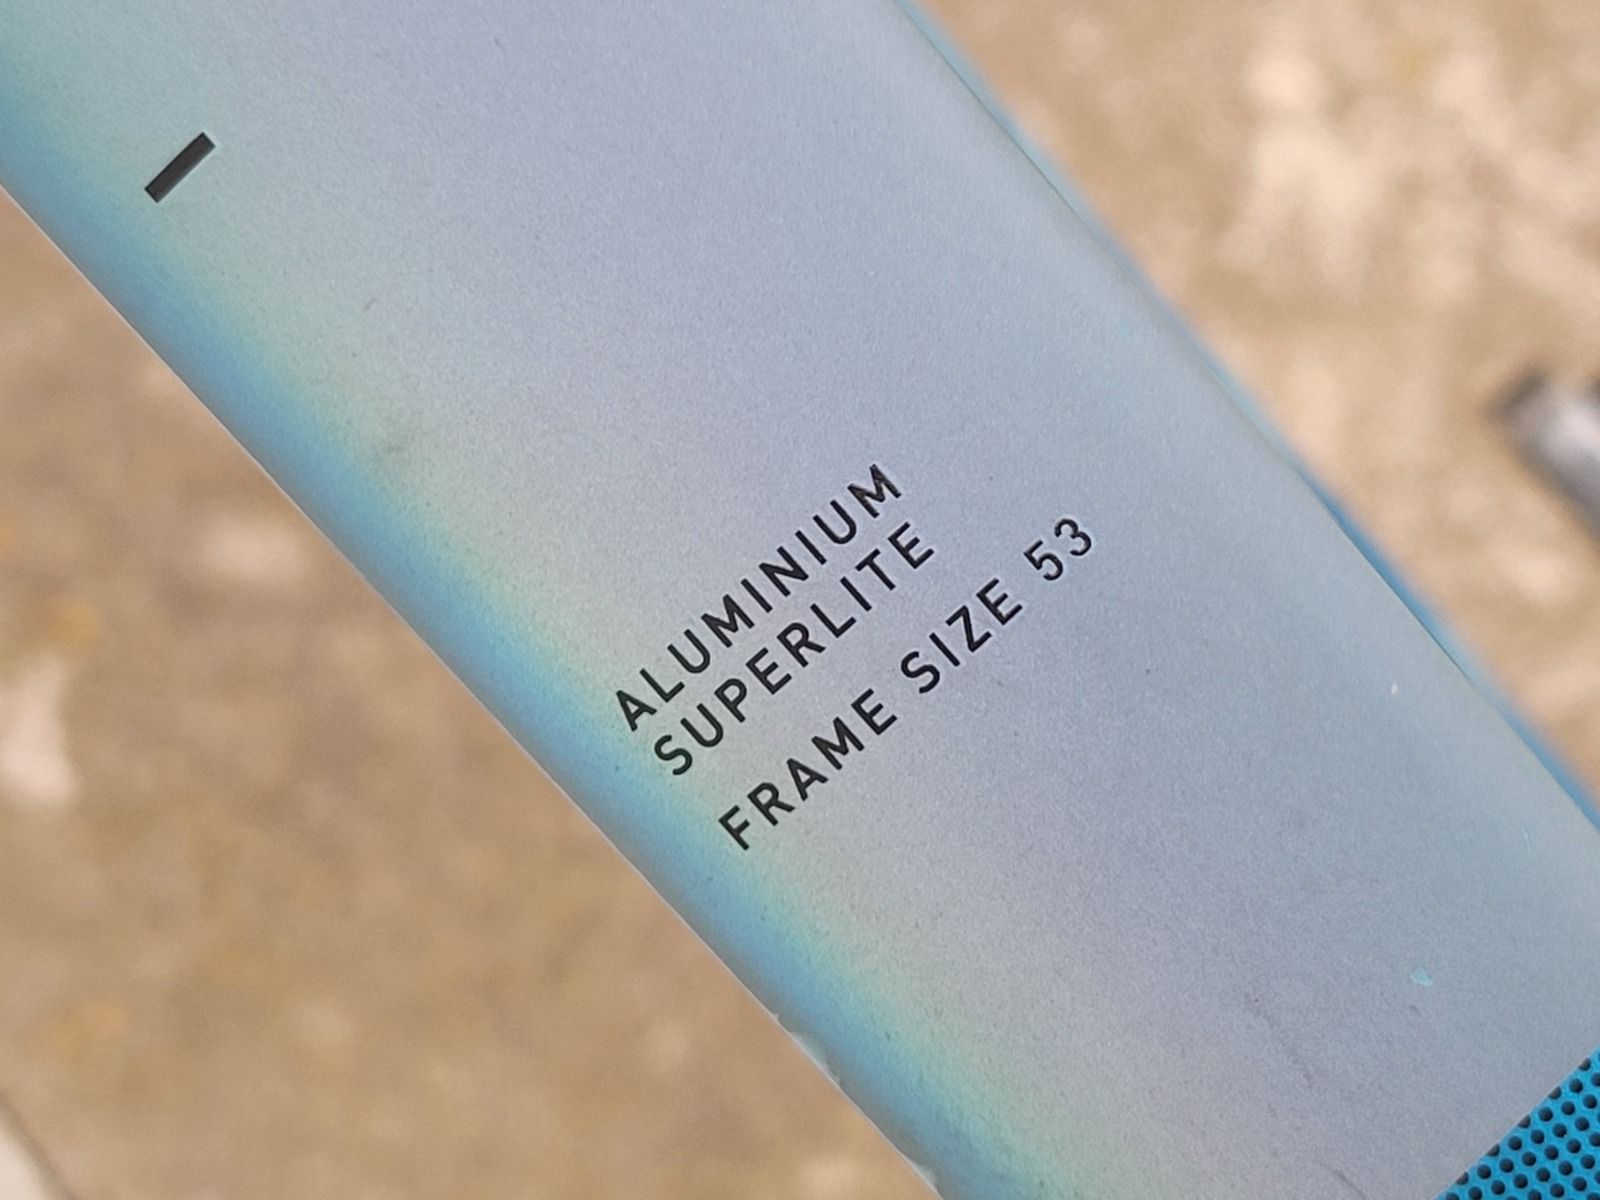 ALUMINIUM
SUPERLITE
FRAME SIZE 53